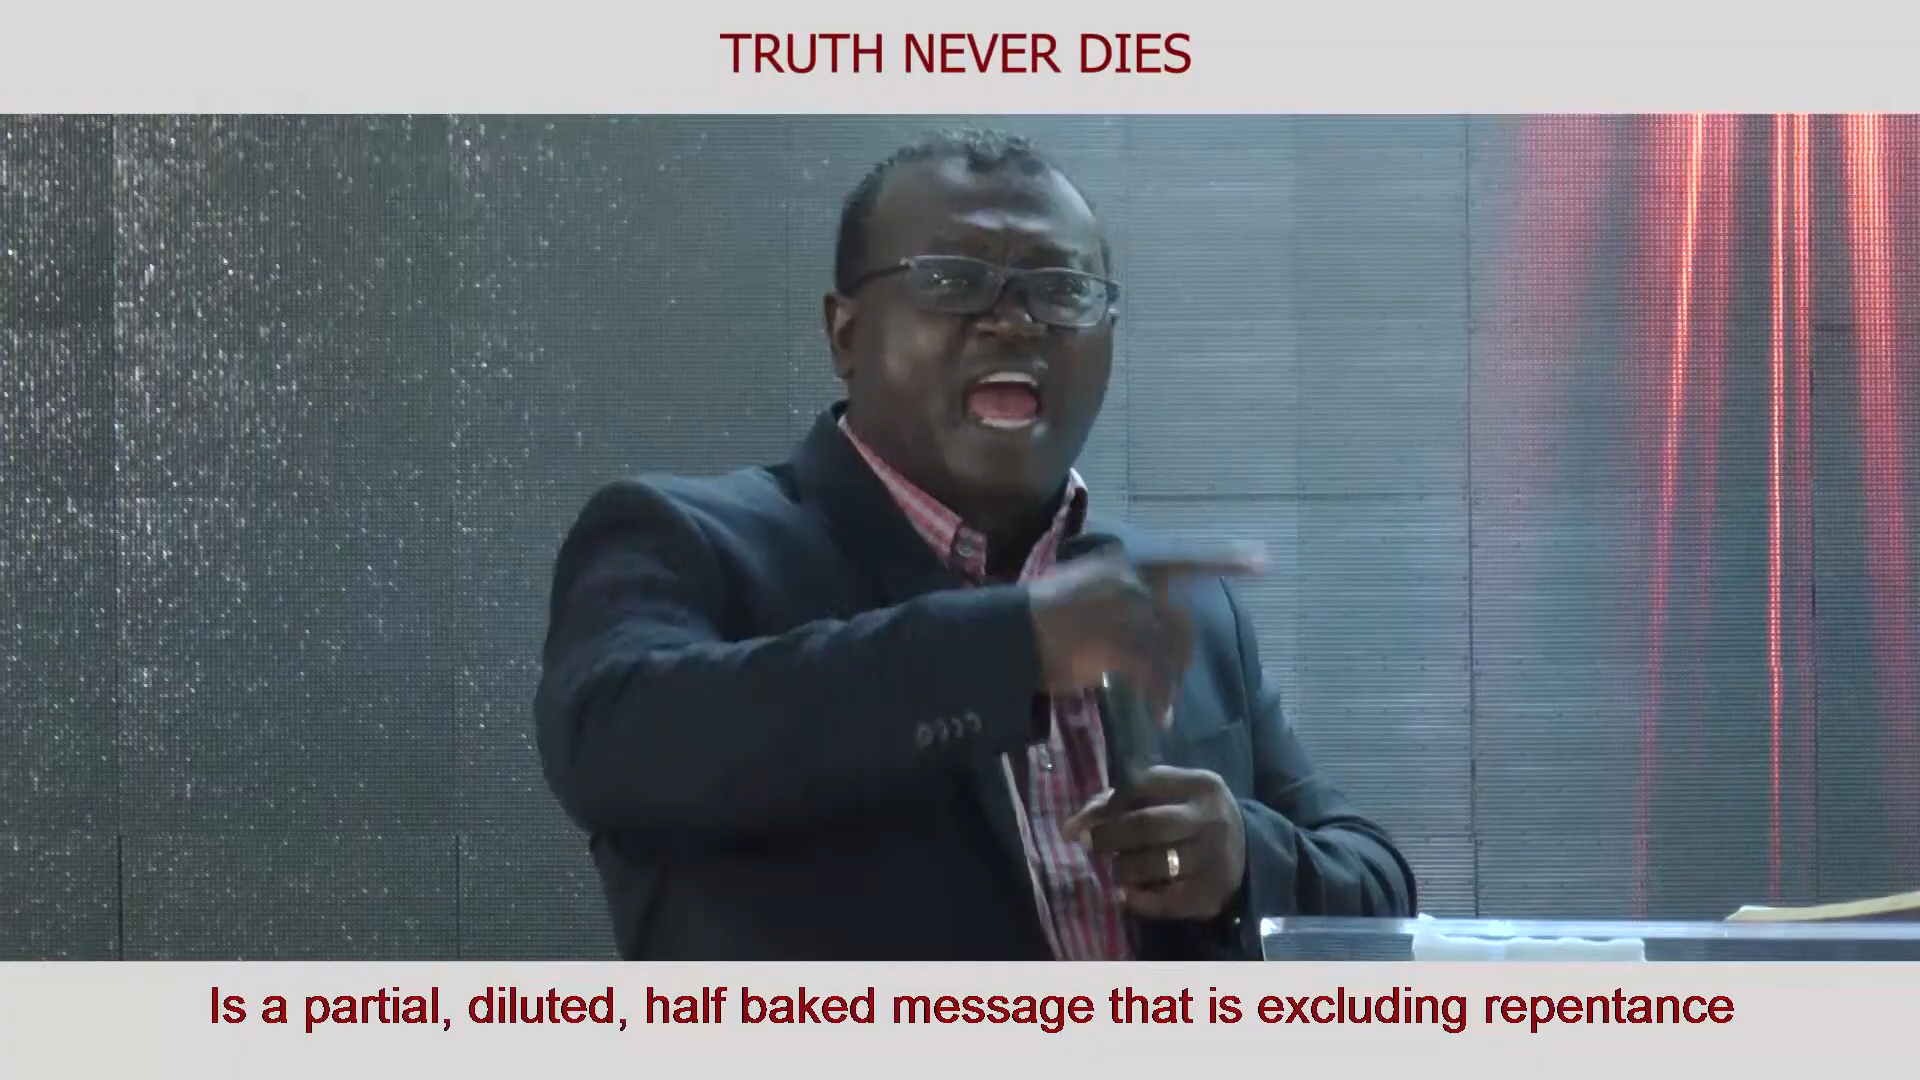 TRUTH NEVER DIES
Is a partial, diluted, half baked message that is excluding repentance